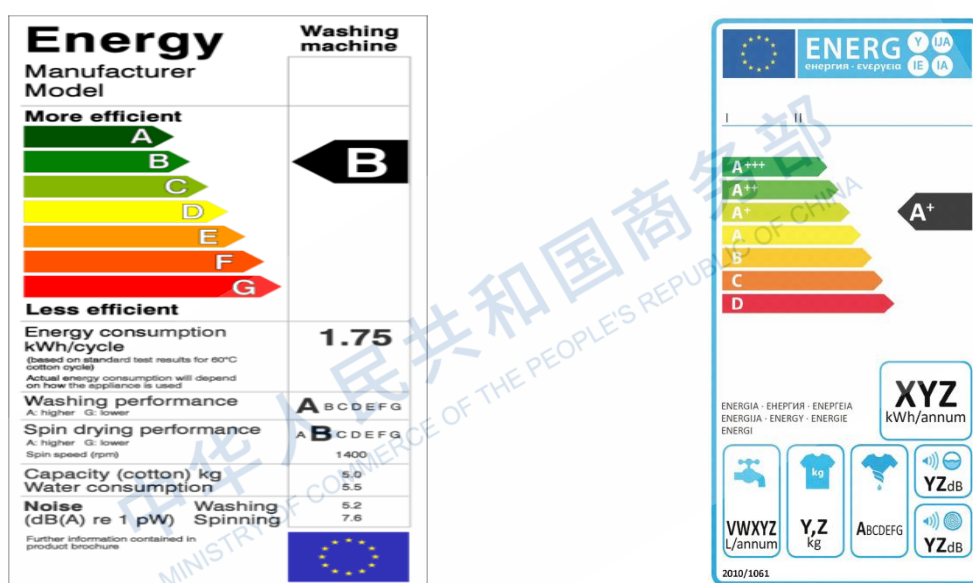 Energy
Washing machine
Manufacturer
Model
More efficient
A
B
C
D
E
F
G
B
Less efficient
Energy consumption
kWh/cycle
1.75
(based on standard test results for 60°C
cotton cycle)
Actual energy consumption will depend
on how the appliance is used
Washing performance
A: higher G: lower
A B C D E F G
Spin drying performance
A: higher G: lower
A B C D E F G
Spin speed (rpm)
1400
Capacity (cotton) kg
5.0
Water consumption
5.5
Noise Washing
5.2
(dB(A) re 1 pW) Spinning
7.6
Further information contained in
product brochure
ENERG
Y IJA
IE IA
енергия · ενεργεια
I II
A+++
A++
A+
A
B
C
D
A+
XYZ
kWh/annum
ENERGIA · ЕНЕРГИЯ · ΕΝΕΡΓΕΙΑ
ENERGIJA · ENERGY · ENERGIE
ENERGI
VWXYZ
L/annum
kg
Y,Z
kg
ABCDEFG
YZdB
YZdB
2010/1061
中华人民共和国商务部
MINISTRY OF COMMERCE OF THE PEOPLE'S REPUBLIC OF CHINA